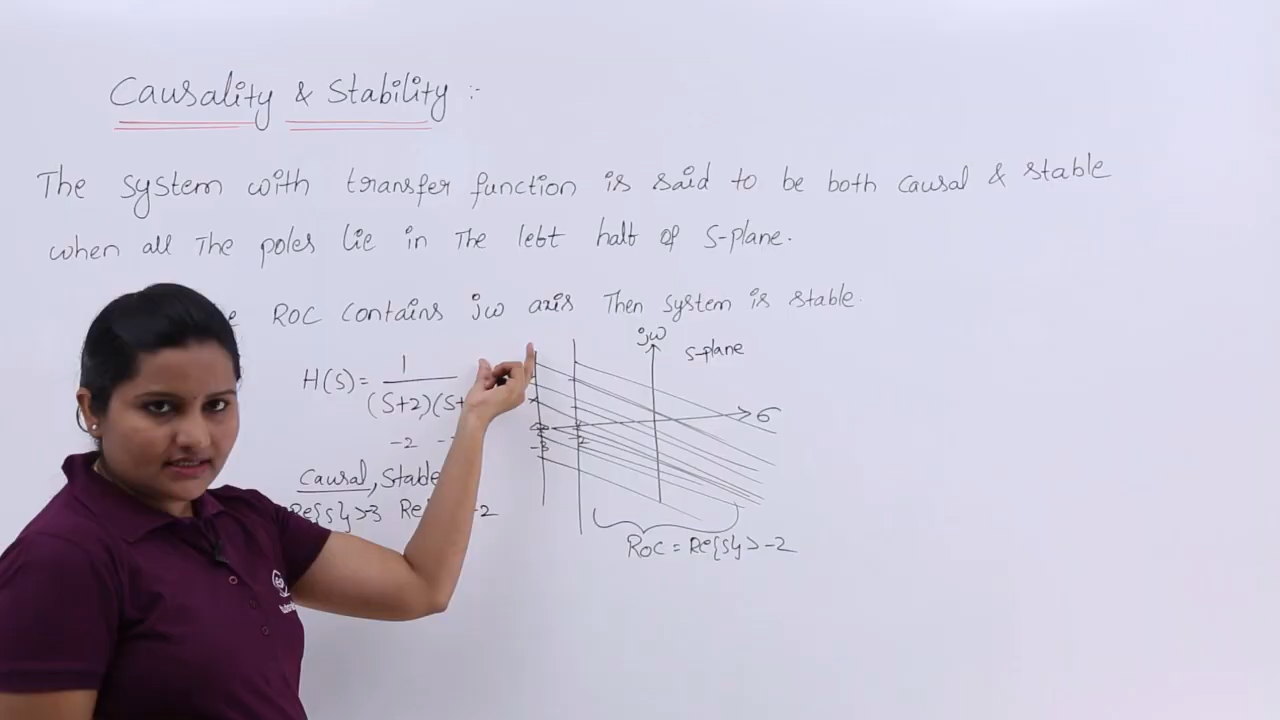 Causality & Stability :-
The system with transfer function is said to be both causal & stable
when all the poles lie in the left half of s-plane.
ROC contains jω axis Then system is stable.
jω
s-plane
H(s) = 1
(s+2)(s+
σ
-2
-3
-2
Causal, Stable
Re{s}>-3 Re -2
ROC = Re{s}>-2